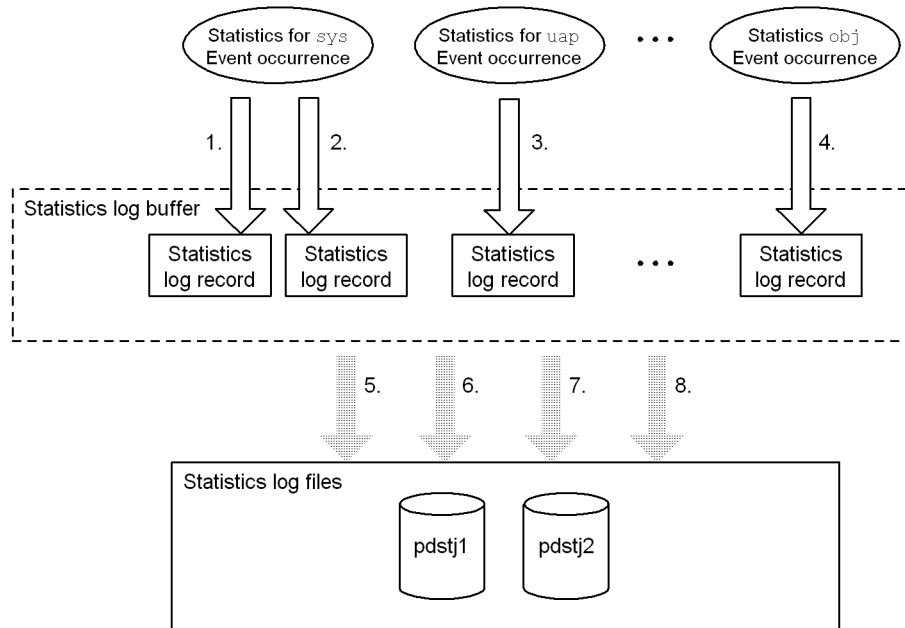 Statistics for sys
Event occurrence
Statistics for uap
Event occurrence
...
Statistics obj
Event occurrence
1.
2.
3.
4.
Statistics log buffer
Statistics
log record
Statistics
log record
Statistics
log record
...
Statistics
log record
5.
6.
7.
8.
Statistics log files
pdstj1
pdstj2